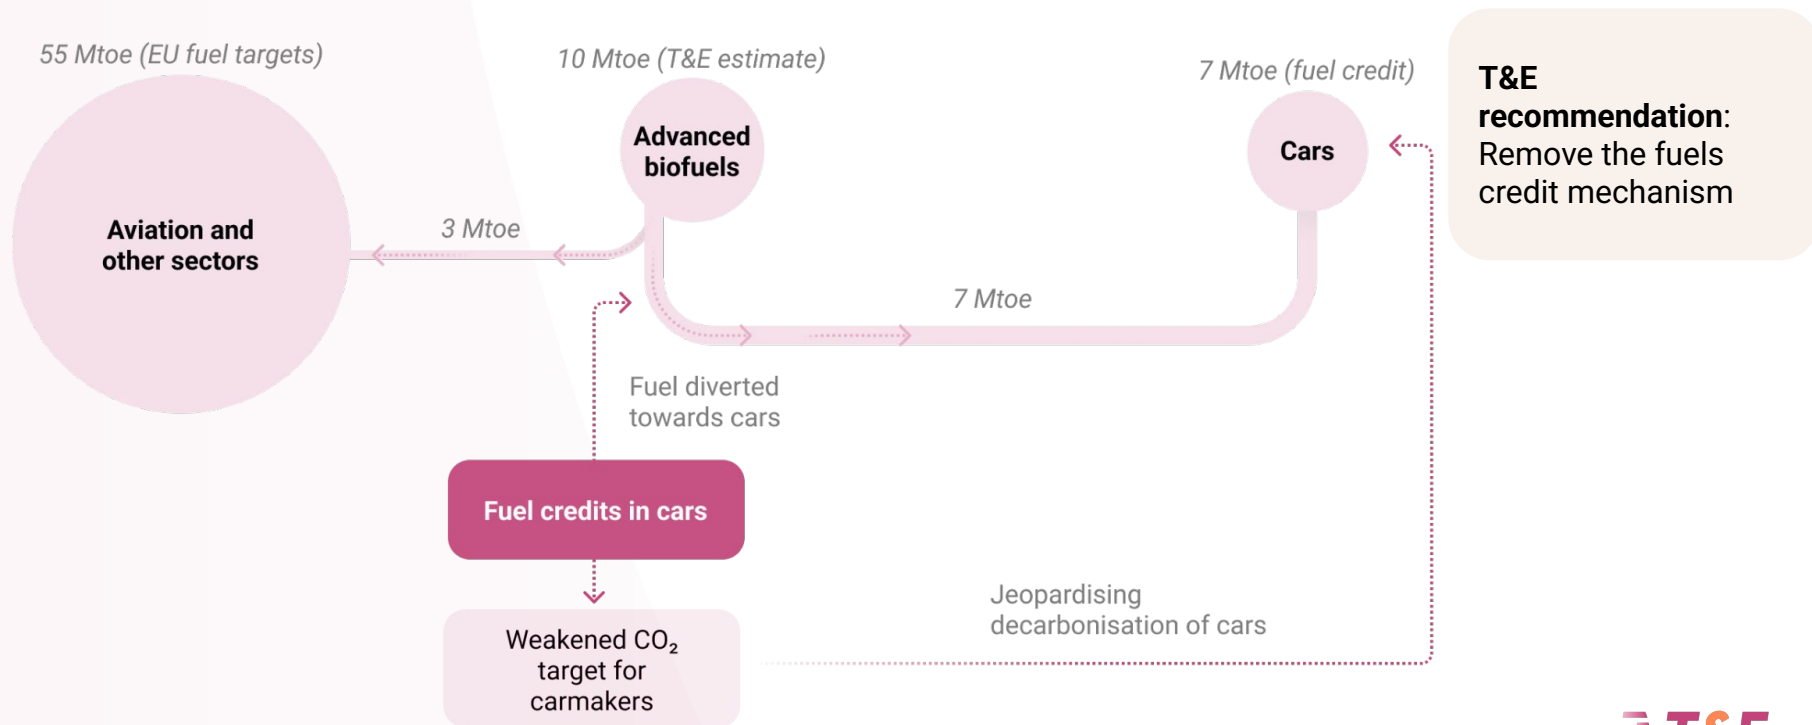 55 Mtoe (EU fuel targets)
10 Mtoe (T&E estimate)
7 Mtoe (fuel credit)
T&E
recommendation:
Remove the fuels
credit mechanism
Advanced
biofuels
Cars
Aviation and
other sectors
3 Mtoe
7 Mtoe
Fuel diverted
towards cars
Fuel credits in cars
Jeopardising
decarbonisation of cars
Weakened CO₂
target for
carmakers
T&E